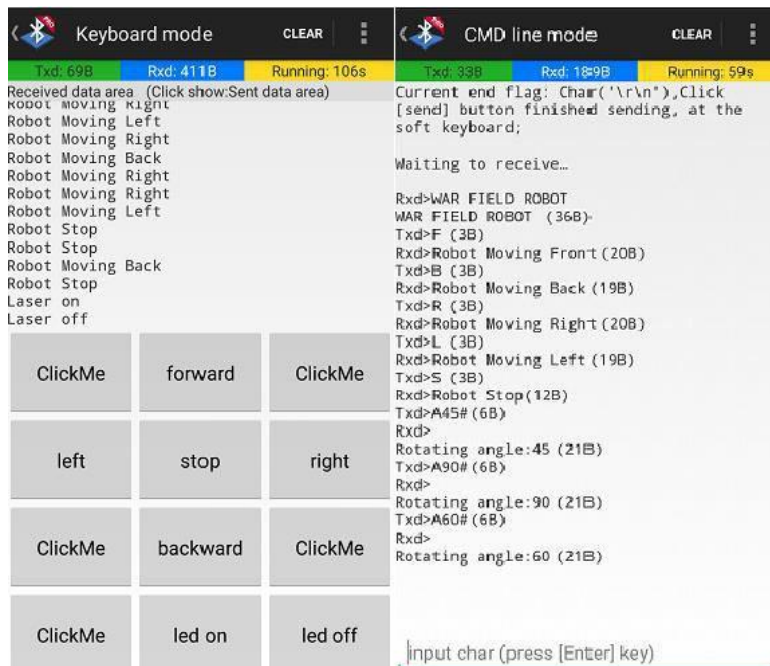 PRO
Keyboard mode
CLEAR
Txd: 69B
Rxd: 411B
Running: 106s
Received data area (Click show:Sent data area)
Robot Moving Right
Robot Moving Left
Robot Moving Right
Robot Moving Back
Robot Moving Right
Robot Moving Right
Robot Moving Left
Robot Stop
Robot Stop
Robot Moving Back
Robot Stop
Laser on
Laser off
ClickMe
forward
ClickMe
left
stop
right
ClickMe
backward
ClickMe
ClickMe
led on
led off
PRO
CMD line mode
CLEAR
Txd: 33B
Rxd: 189B
Running: 59s
Current end flag: Char('\r\n'),Click
[send] button finished sending, at the
soft keyboard;
Waiting to receive…
Rxd>WAR FIELD ROBOT
WAR FIELD ROBOT (36B)
Txd>F (3B)
Rxd>Robot Moving Front(20B)
Txd>B (3B)
Rxd>Robot Moving Back(19B)
Txd>R (3B)
Rxd>Robot Moving Right(20B)
Txd>L (3B)
Rxd>Robot Moving Left(19B)
Txd>S (3B)
Rxd>Robot Stop(12B)
Txd>A45#(6B)
Rxd>
Rotating angle:45 (21B)
Txd>A90#(6B)
Rxd>
Rotating angle:90 (21B)
Txd>A60#(6B)
Rxd>
Rotating angle:60 (21B)
input char (press [Enter] key)